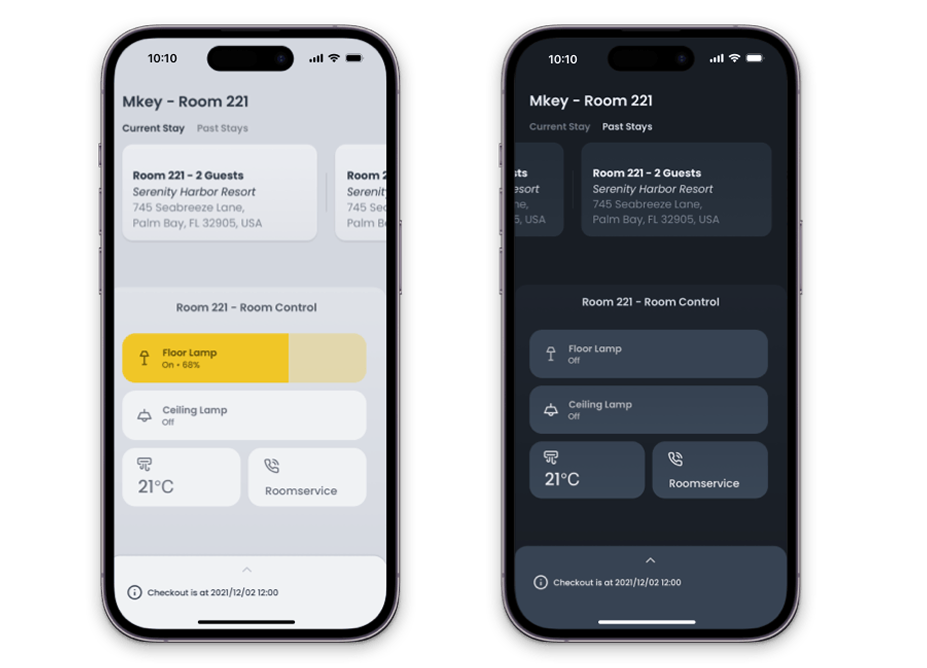 10:10
Mkey - Room 221
Current Stay Past Stays
Room 221 - 2 Guests
Serenity Harbor Resort
745 Seabreeze Lane,
Palm Bay, FL 32905, USA
Room 2
Serenit
745 Sea
Palm B
Room 221 - Room Control
Floor Lamp
On • 68%
Ceiling Lamp
Off
21°C
Roomservice
Checkout is at 2021/12/02 12:00
10:10
Mkey - Room 221
Current Stay Past Stays
sts
esort
ne,
5, USA
Room 221 - 2 Guests
Serenity Harbor Resort
745 Seabreeze Lane,
Palm Bay, FL 32905, USA
Room 221 - Room Control
Floor Lamp
Off
Ceiling Lamp
Off
21°C
Roomservice
Checkout is at 2021/12/02 12:00